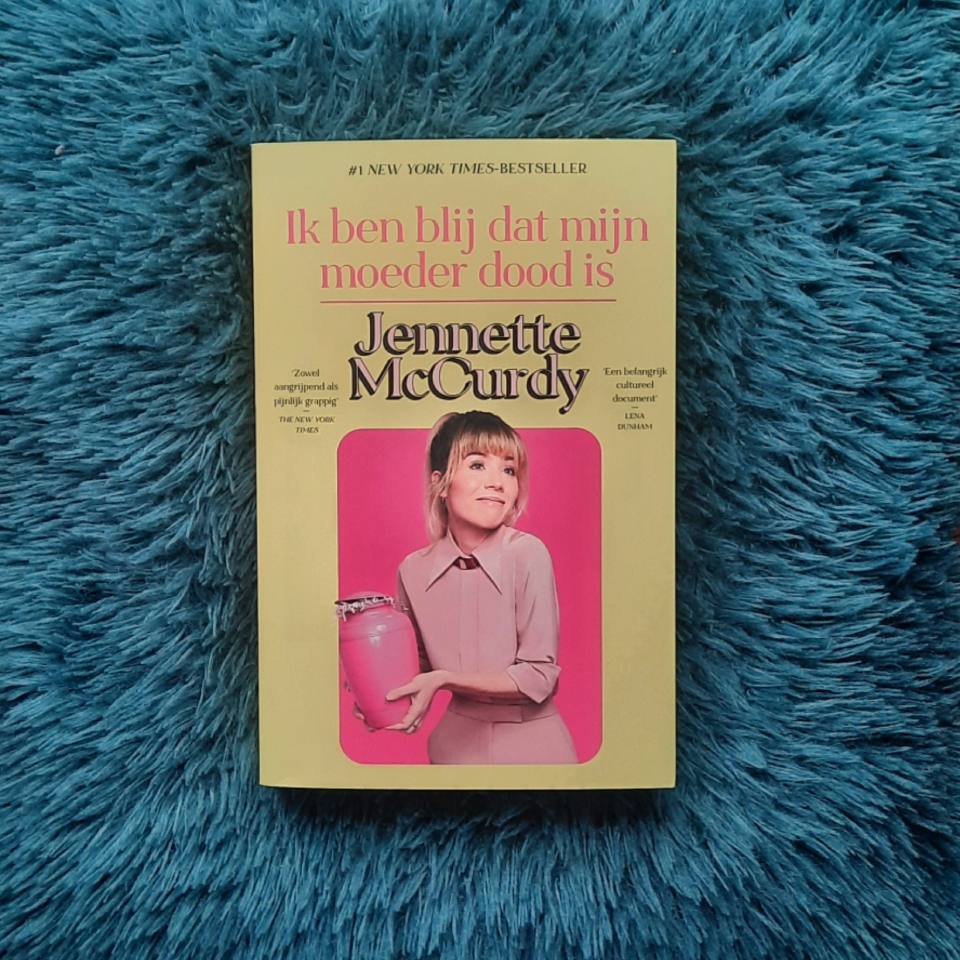 #1 NEW YORK TIMES-BESTSELLER
Ik ben blij dat mijn
moeder dood is
Jennette
McCurdy
'Zowel
aangrijpend als
pijnlijk grappig'
—
THE NEW YORK
TIMES
'Een belangrijk
cultureel
document'
—
LENA
DUNHAM